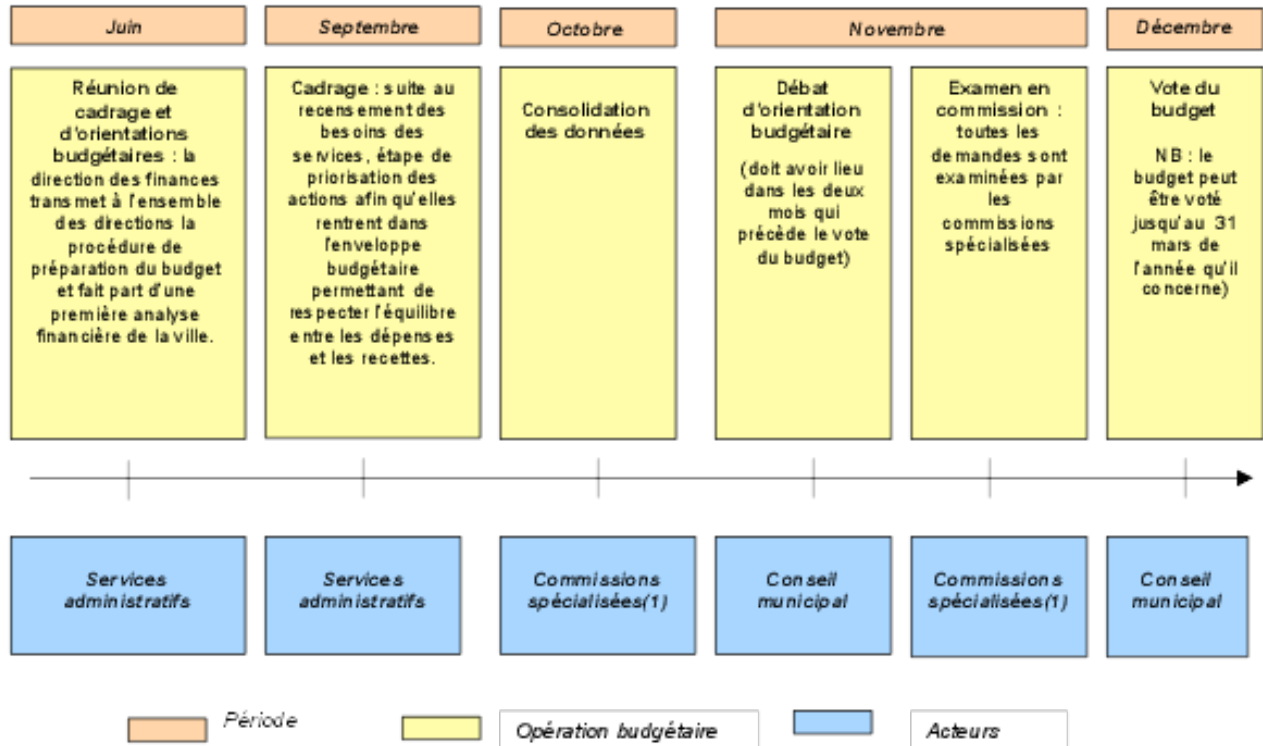 Juin
Septembre
Octobre
Novembre
Décembre
Réunion de
cadrage et
d'orientations
budgétaires : la
direction des finances
transmet à l'ensemble
des directions la
procédure de
préparation du budget
et fait part d'une
première analyse
financière de la ville.
Cadrage : suite au
recensement des
besoins des
services, étape de
priorisation des
actions afin qu'elles
rentrent dans
l'enveloppe
budgétaire
permettant de
respecter l'équilibre
entre les dépenses
et les recettes.
Consolidation
des données
Débat
d'orientation
budgétaire
(doit avoir lieu
dans les deux
mois qui
précède le vote
du budget)
Examen en
commission :
toutes les
demandes sont
examinées par
les
commissions
spécialisées
Vote du
budget
NB : le
budget peut
être voté
jusqu'au 31
mars de
l'année qu'il
concerne)
Services
administratifs
Services
administratifs
Commissions
spécialisées(1)
Conseil
municipal
Commissions
spécialisées(1)
Conseil
municipal
Période
Opération budgétaire
Acteurs